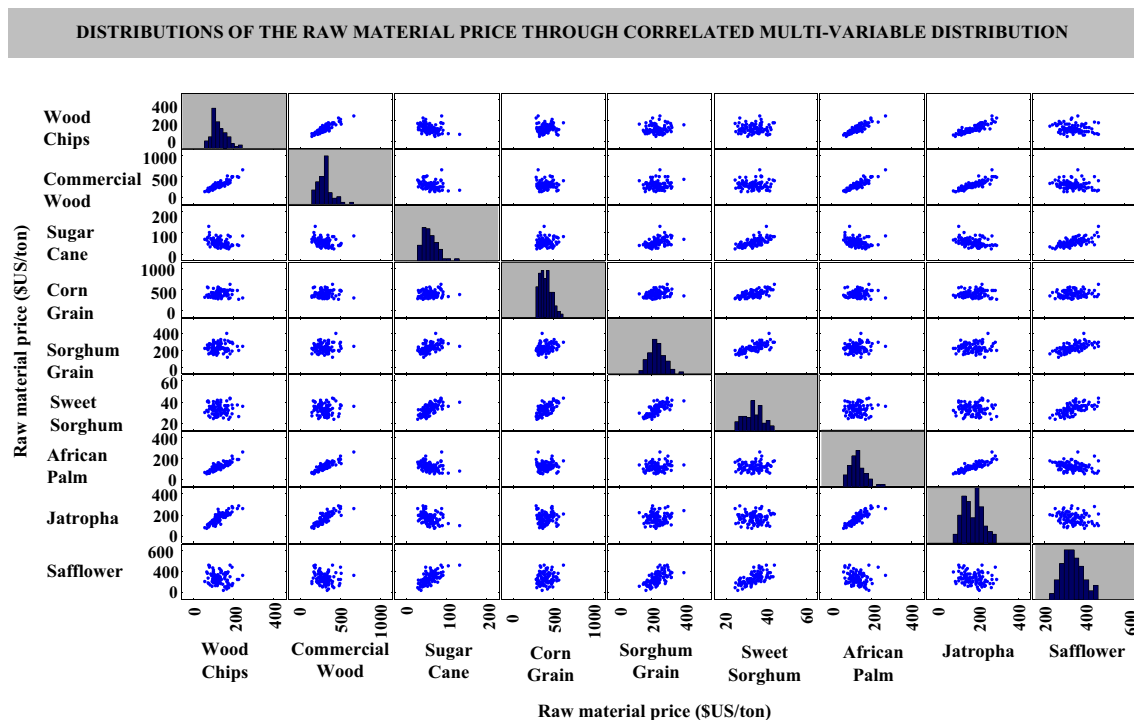 DISTRIBUTIONS OF THE RAW MATERIAL PRICE THROUGH CORRELATED MULTI-VARIABLE DISTRIBUTION
Raw material price ($US/ton)
Wood
Chips
400
200
0
Commercial
Wood
1000
500
0
Sugar
Cane
200
100
0
Corn
Grain
1000
500
0
Sorghum
Grain
400
200
0
Sweet
Sorghum
60
40
20
African
Palm
400
200
0
Jatropha
400
200
0
Safflower
600
400
200
0 200 400
0 500 1000
0 100 200
0 500 1000
0 200 400
20 40 60
0 200 400
0 200 400
200 400 600
Wood
Chips
Commercial
Wood
Sugar
Cane
Corn
Grain
Sorghum
Grain
Sweet
Sorghum
African
Palm
Jatropha
Safflower
Raw material price ($US/ton)